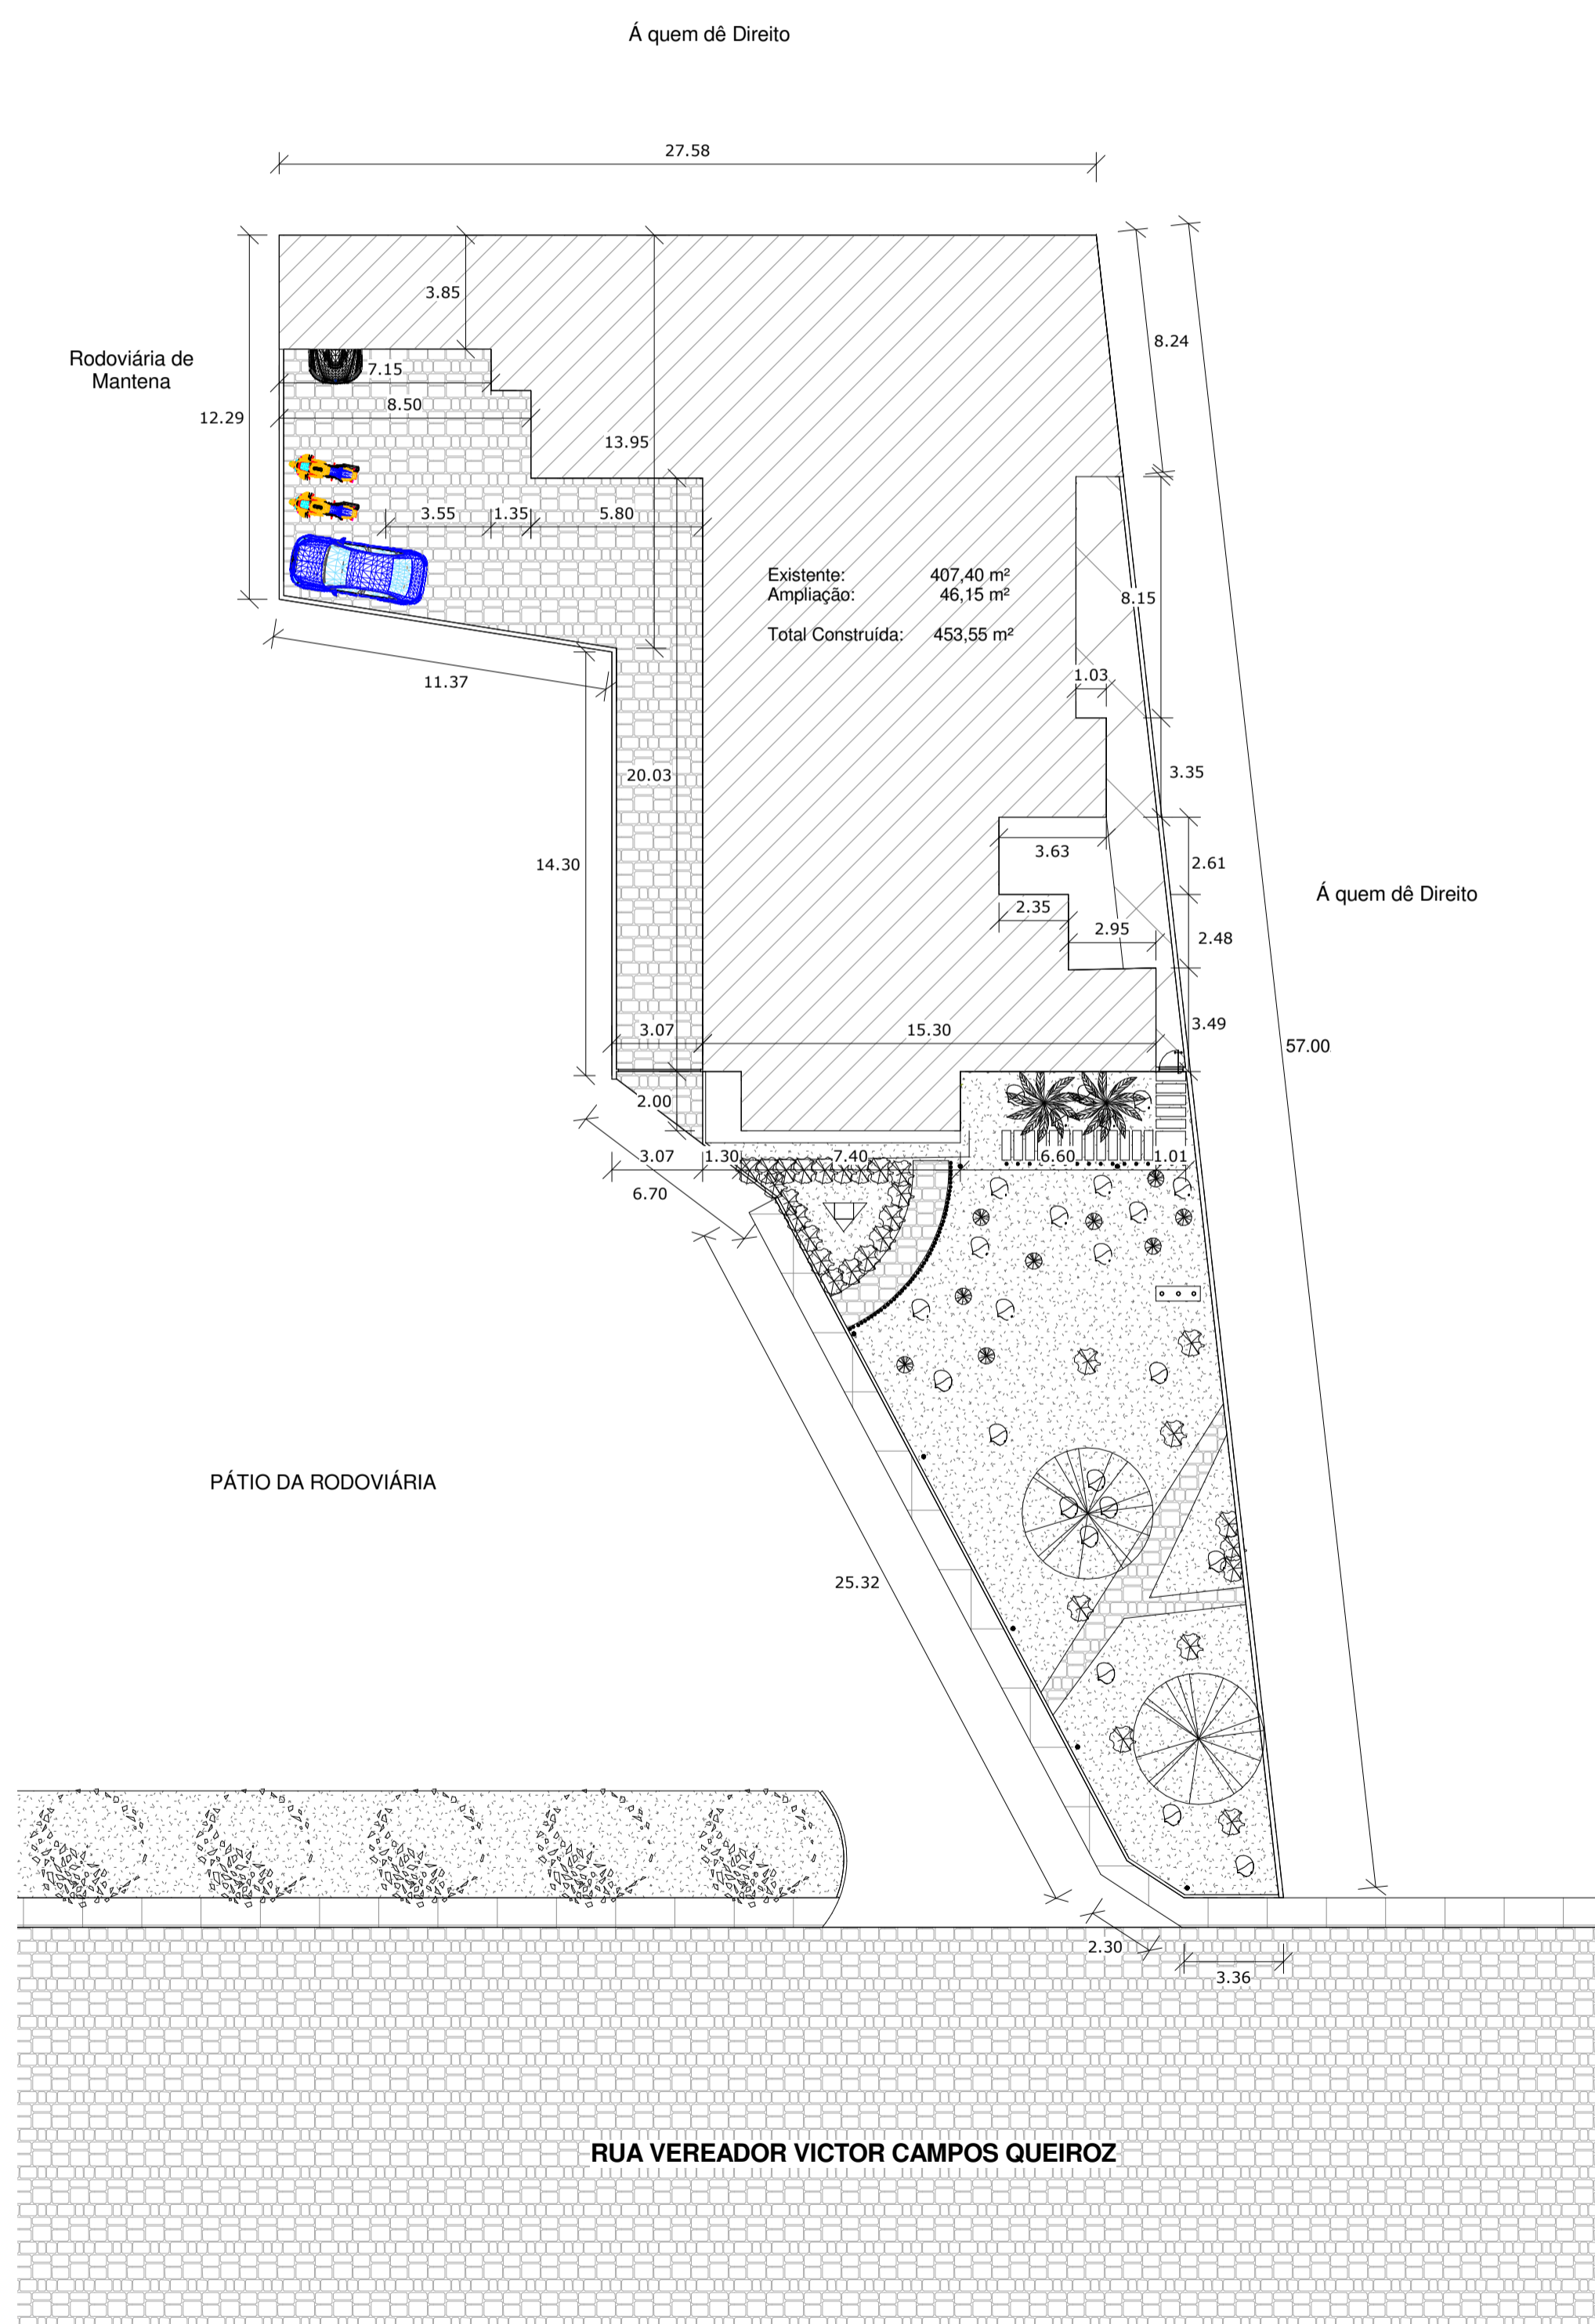 Á quem dê Direito
27.58
3.85
8.24
Rodoviária de
Mantena
7.15
8.50
12.29
13.95
3.55 1.35 5.80
Existente: 407,40 m²
Ampliação: 46,15 m²
Total Construída: 453,55 m²
8.15
1.03
11.37
20.03
3.35
14.30
3.63
2.61
Á quem dê Direito
2.35
2.95
2.48
3.07
15.30
3.49
57.00
2.00
3.07 1.30 7.40 6.60 1.01
6.70
PÁTIO DA RODOVIÁRIA
25.32
2.30
3.36
RUA VEREADOR VICTOR CAMPOS QUEIROZ